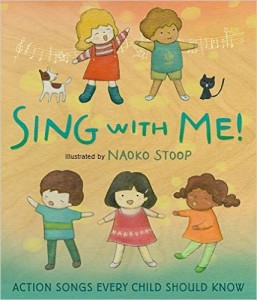 SING WITH ME!
illustrated by NAOKO STOOP
ACTION SONGS EVERY CHILD SHOULD KNOW